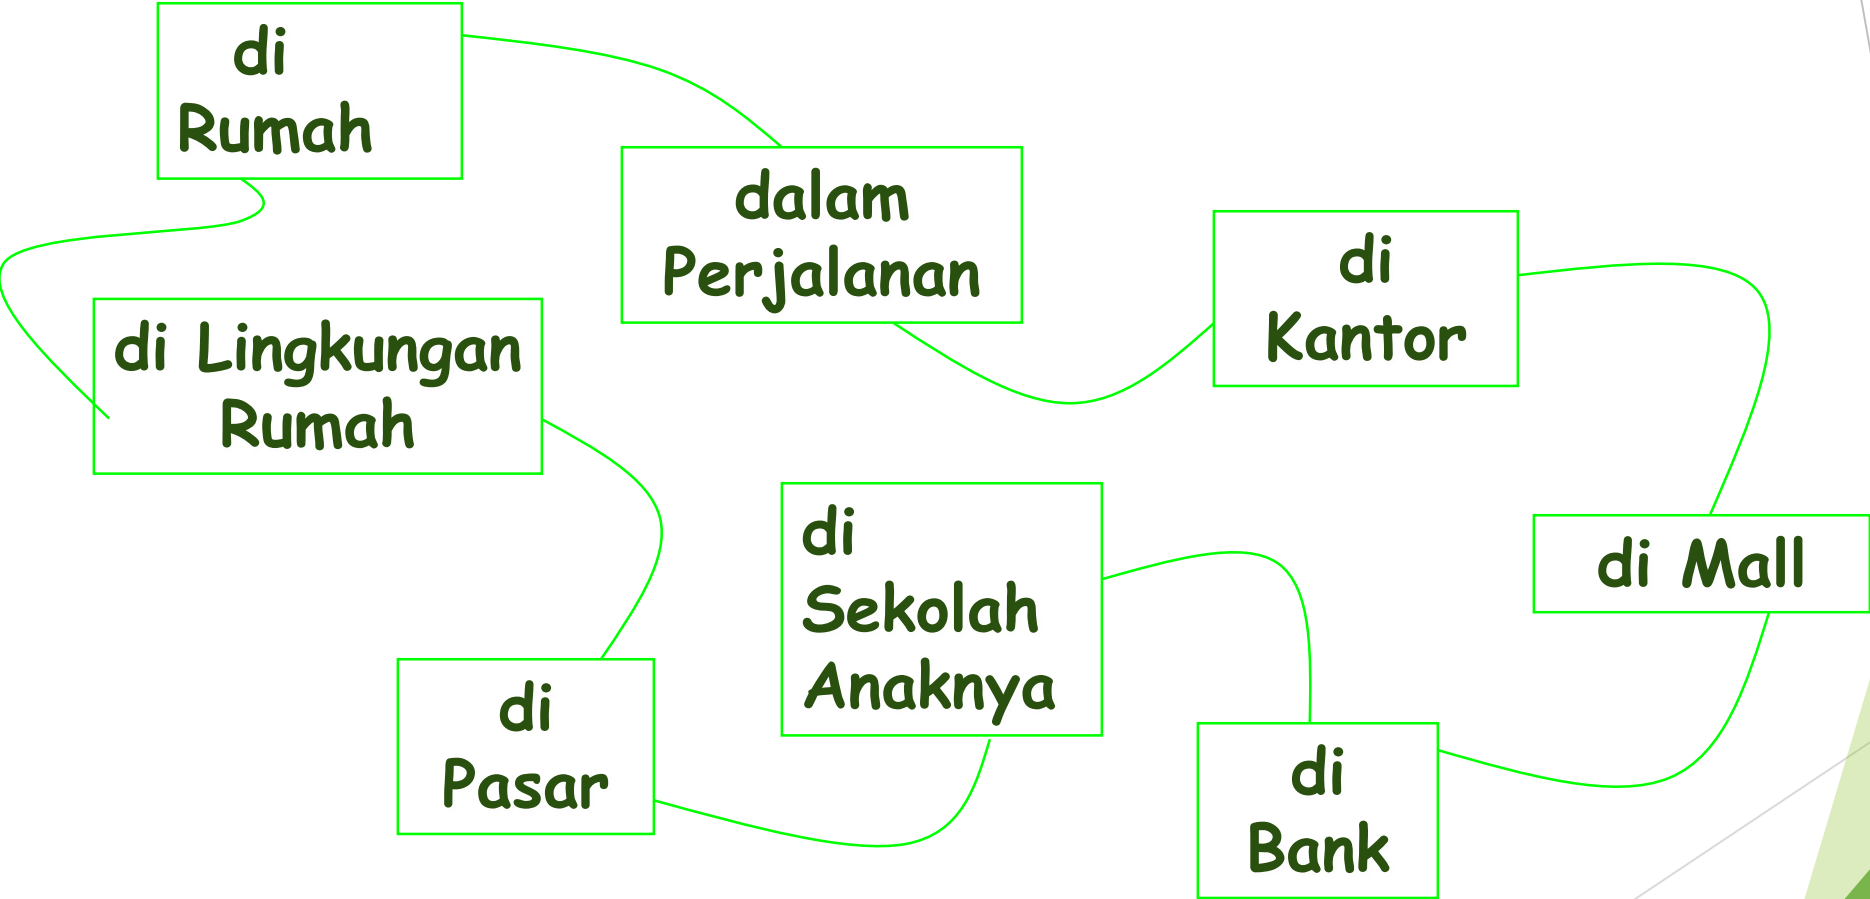 di
Rumah
dalam
Perjalanan
di
Kantor
di Lingkungan
Rumah
di
Sekolah
Anaknya
di Mall
di
Pasar
di
Bank